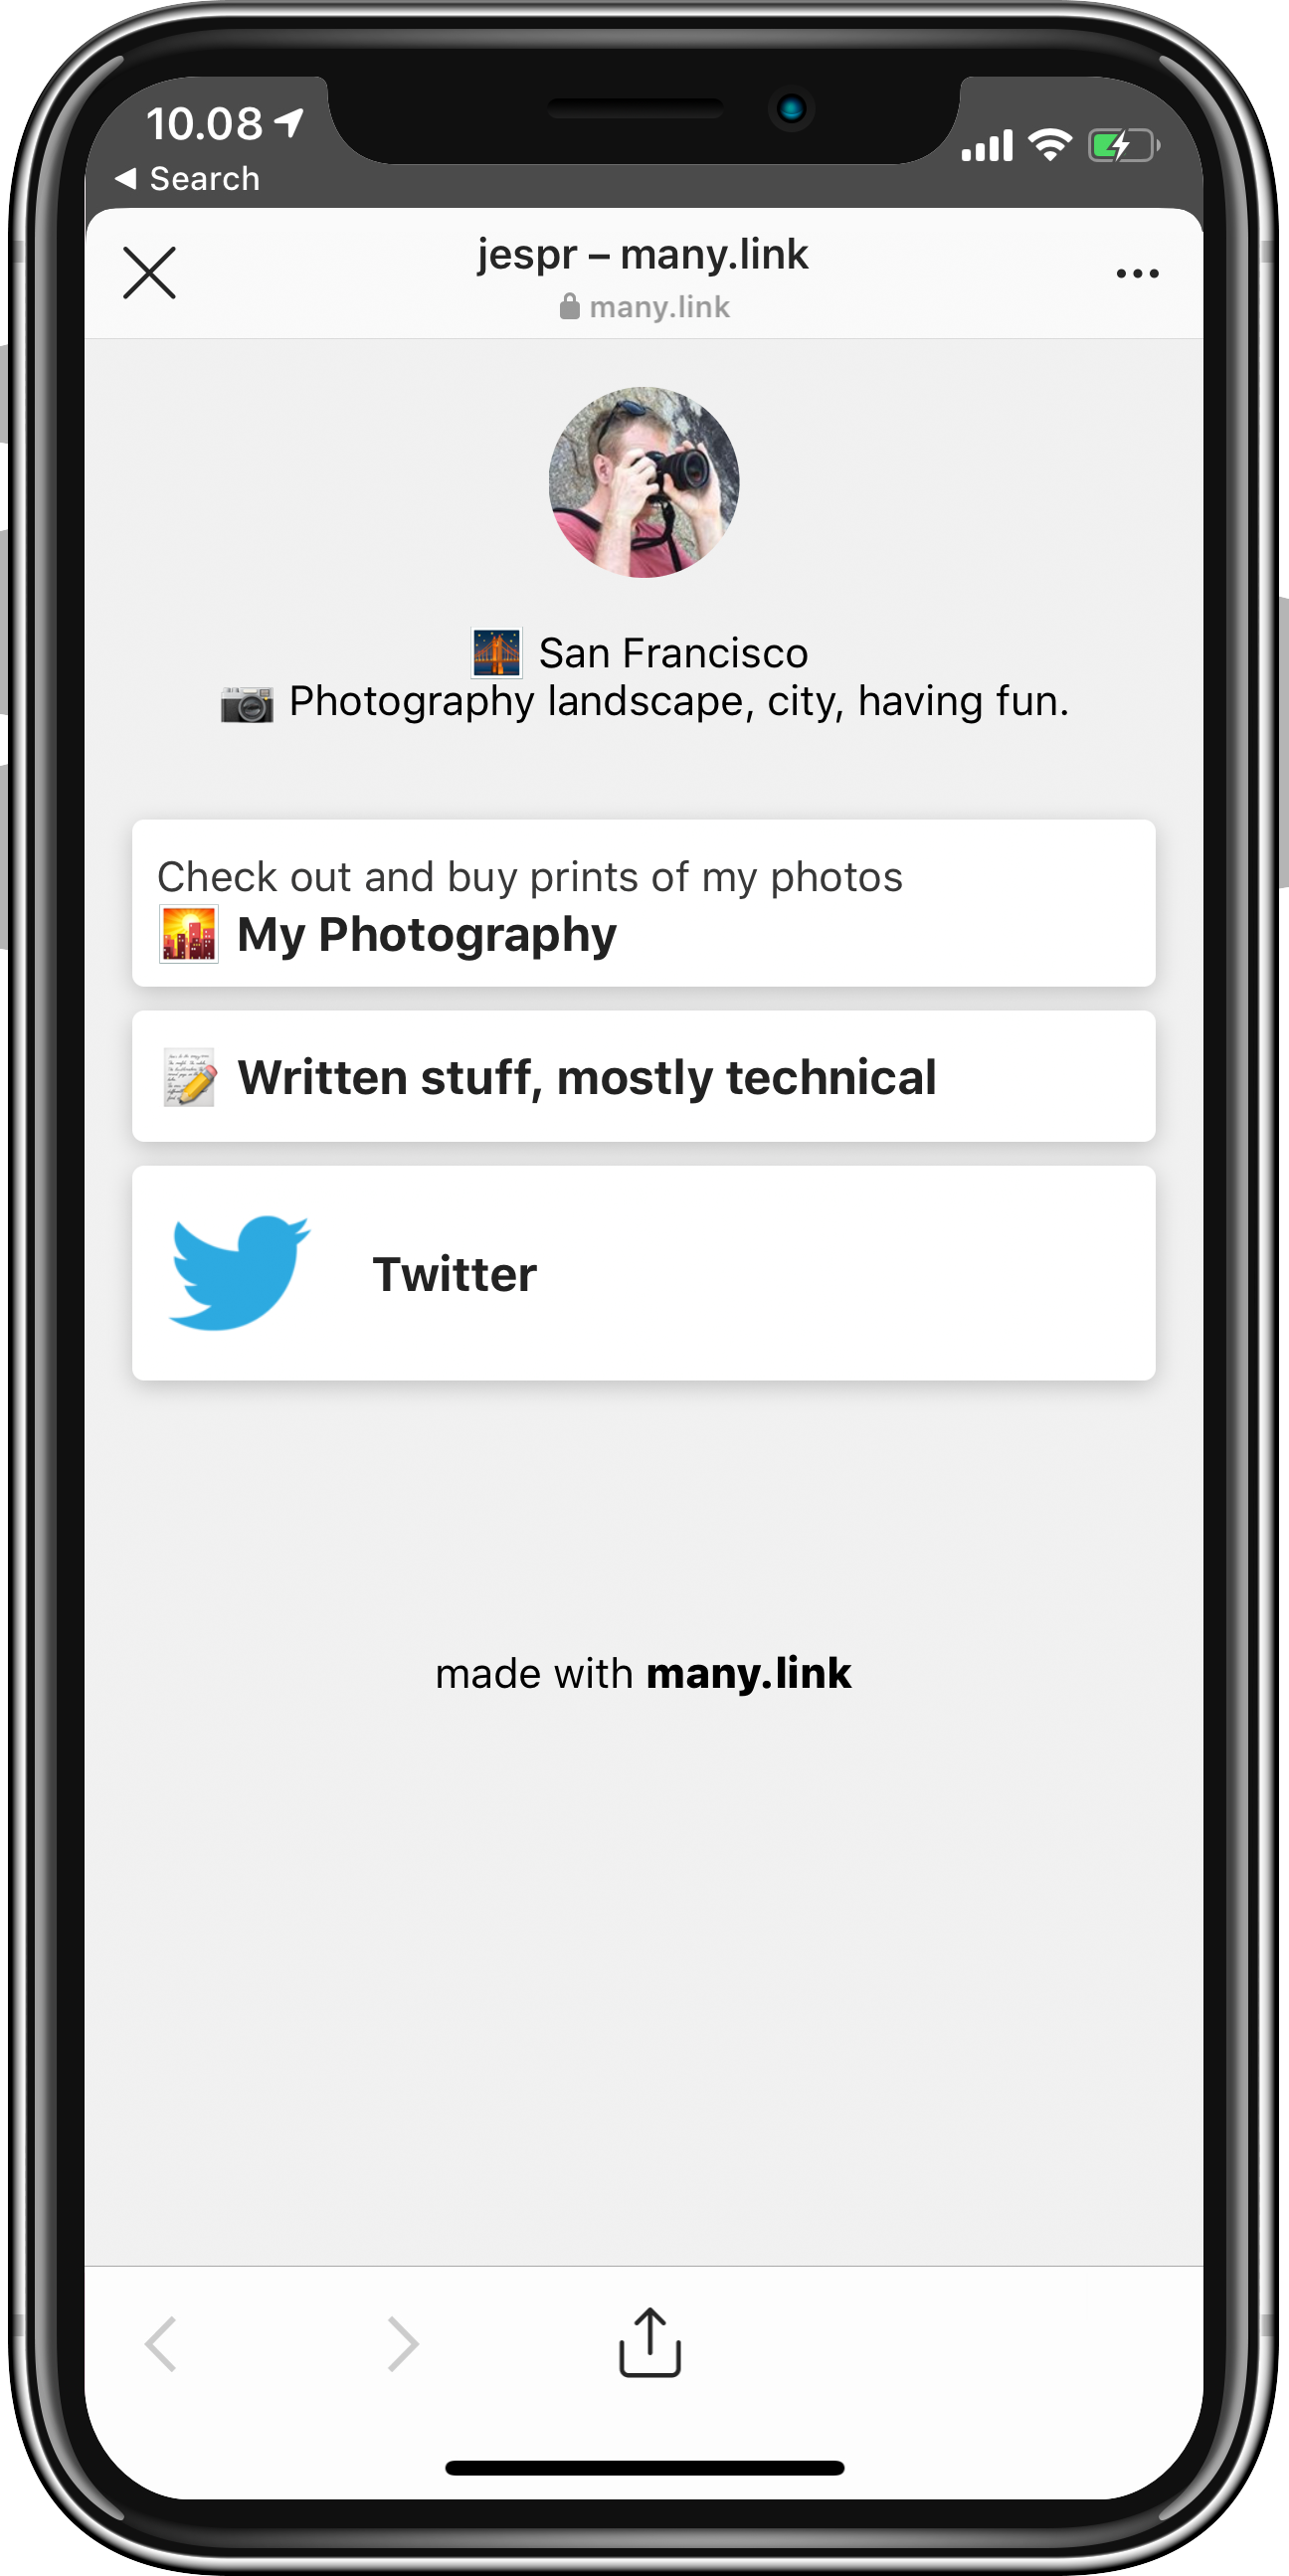 10.08
Search
jespr – many.link
many.link
San Francisco
Photography landscape, city, having fun.
Check out and buy prints of my photos
My Photography
Written stuff, mostly technical
Twitter
made with many.link